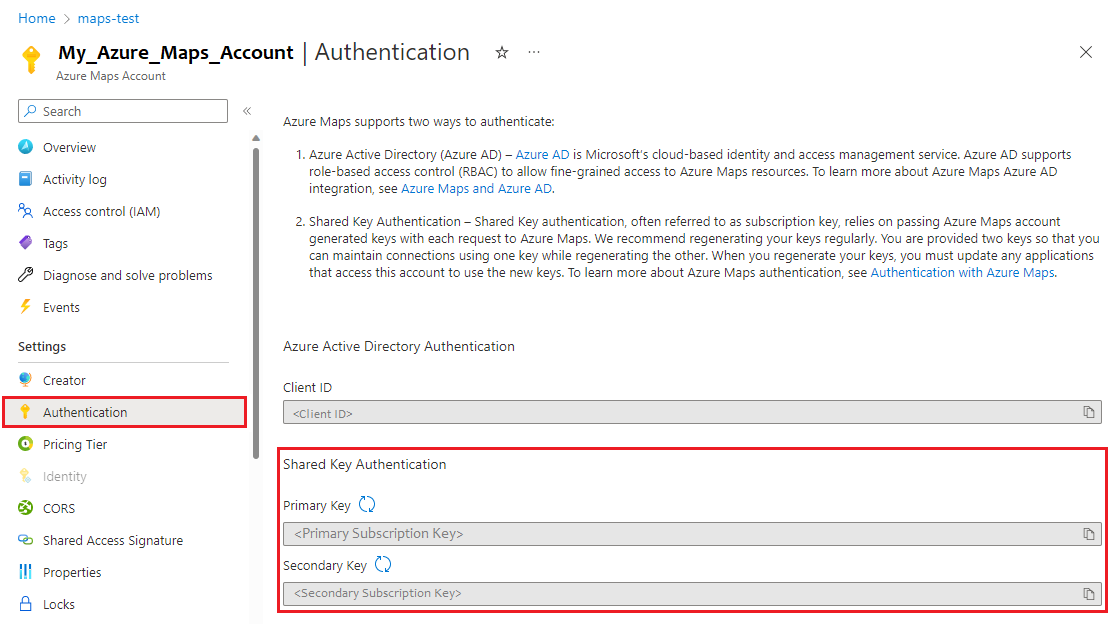 Home > maps-test
My_Azure_Maps_Account | Authentication
Azure Maps Account
Search
Overview
Activity log
Access control (IAM)
Tags
Diagnose and solve problems
Events
Settings
Creator
Authentication
Pricing Tier
Identity
CORS
Shared Access Signature
Properties
Locks
Azure Maps supports two ways to authenticate:
1. Azure Active Directory (Azure AD) – Azure AD is Microsoft's cloud-based identity and access management service. Azure AD supports
role-based access control (RBAC) to allow fine-grained access to Azure Maps resources. To learn more about Azure Maps Azure AD
integration, see Azure Maps and Azure AD.
2. Shared Key Authentication – Shared Key authentication, often referred to as subscription key, relies on passing Azure Maps account
generated keys with each request to Azure Maps. We recommend regenerating your keys regularly. You are provided two keys so that you
can maintain connections using one key while regenerating the other. When you regenerate your keys, you must update any applications
that access this account to use the new keys. To learn more about Azure Maps authentication, see Authentication with Azure Maps.
Azure Active Directory Authentication
Client ID
<Client ID>
Shared Key Authentication
Primary Key
<Primary Subscription Key>
Secondary Key
<Secondary Subscription Key>